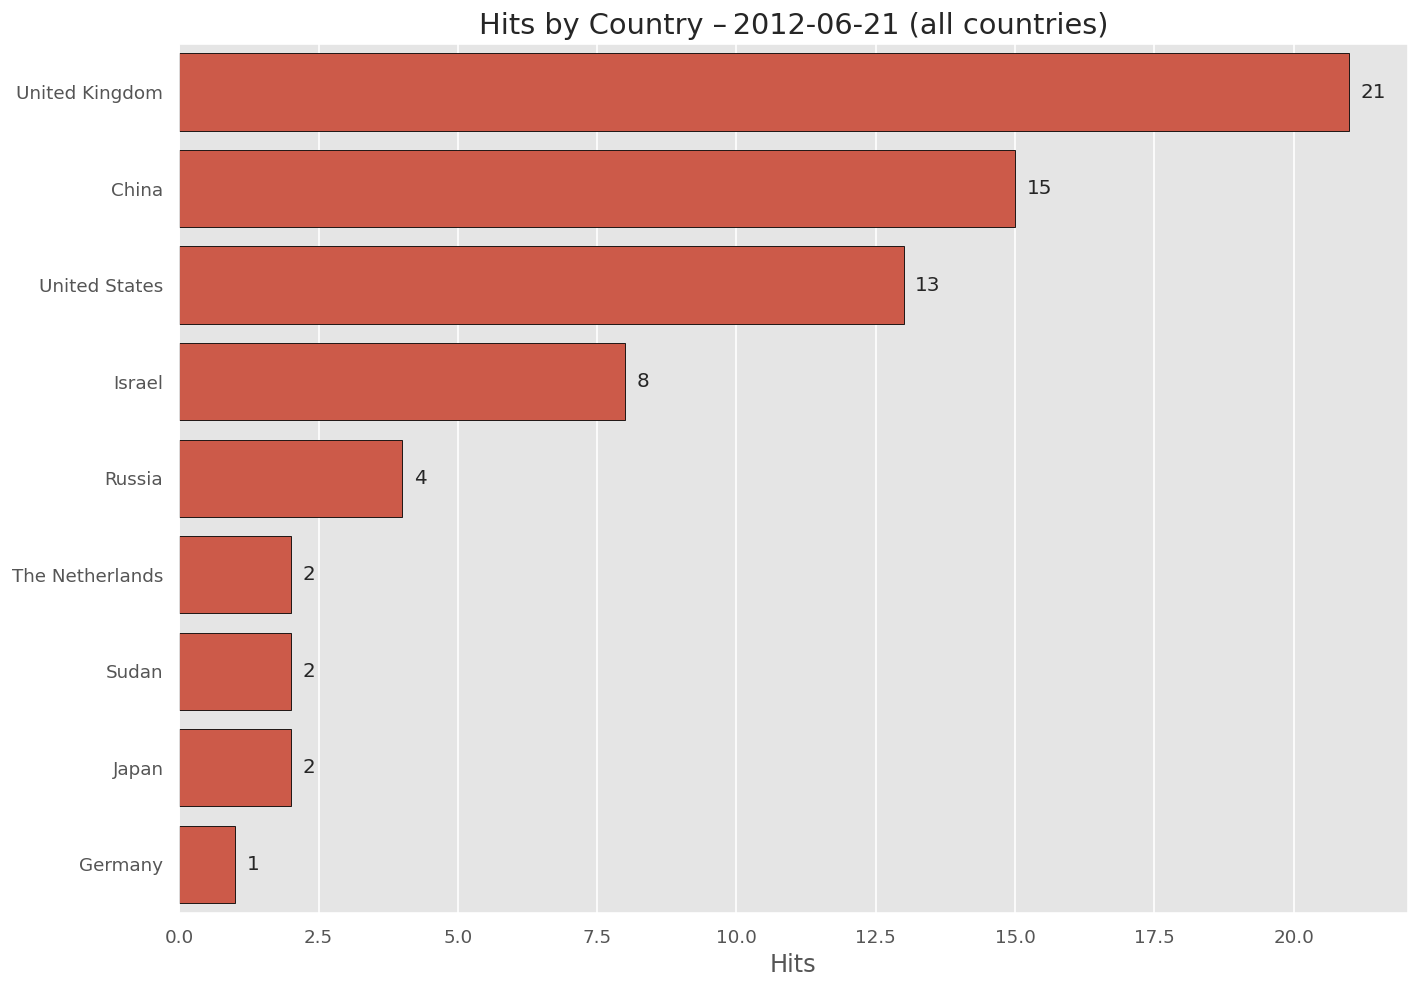 Hits by Country – 2012-06-21 (all countries)
United Kingdom 21
China 15
United States 13
Israel 8
Russia 4
The Netherlands 2
Sudan 2
Japan 2
Germany 1
0.0 2.5 5.0 7.5 10.0 12.5 15.0 17.5 20.0
Hits